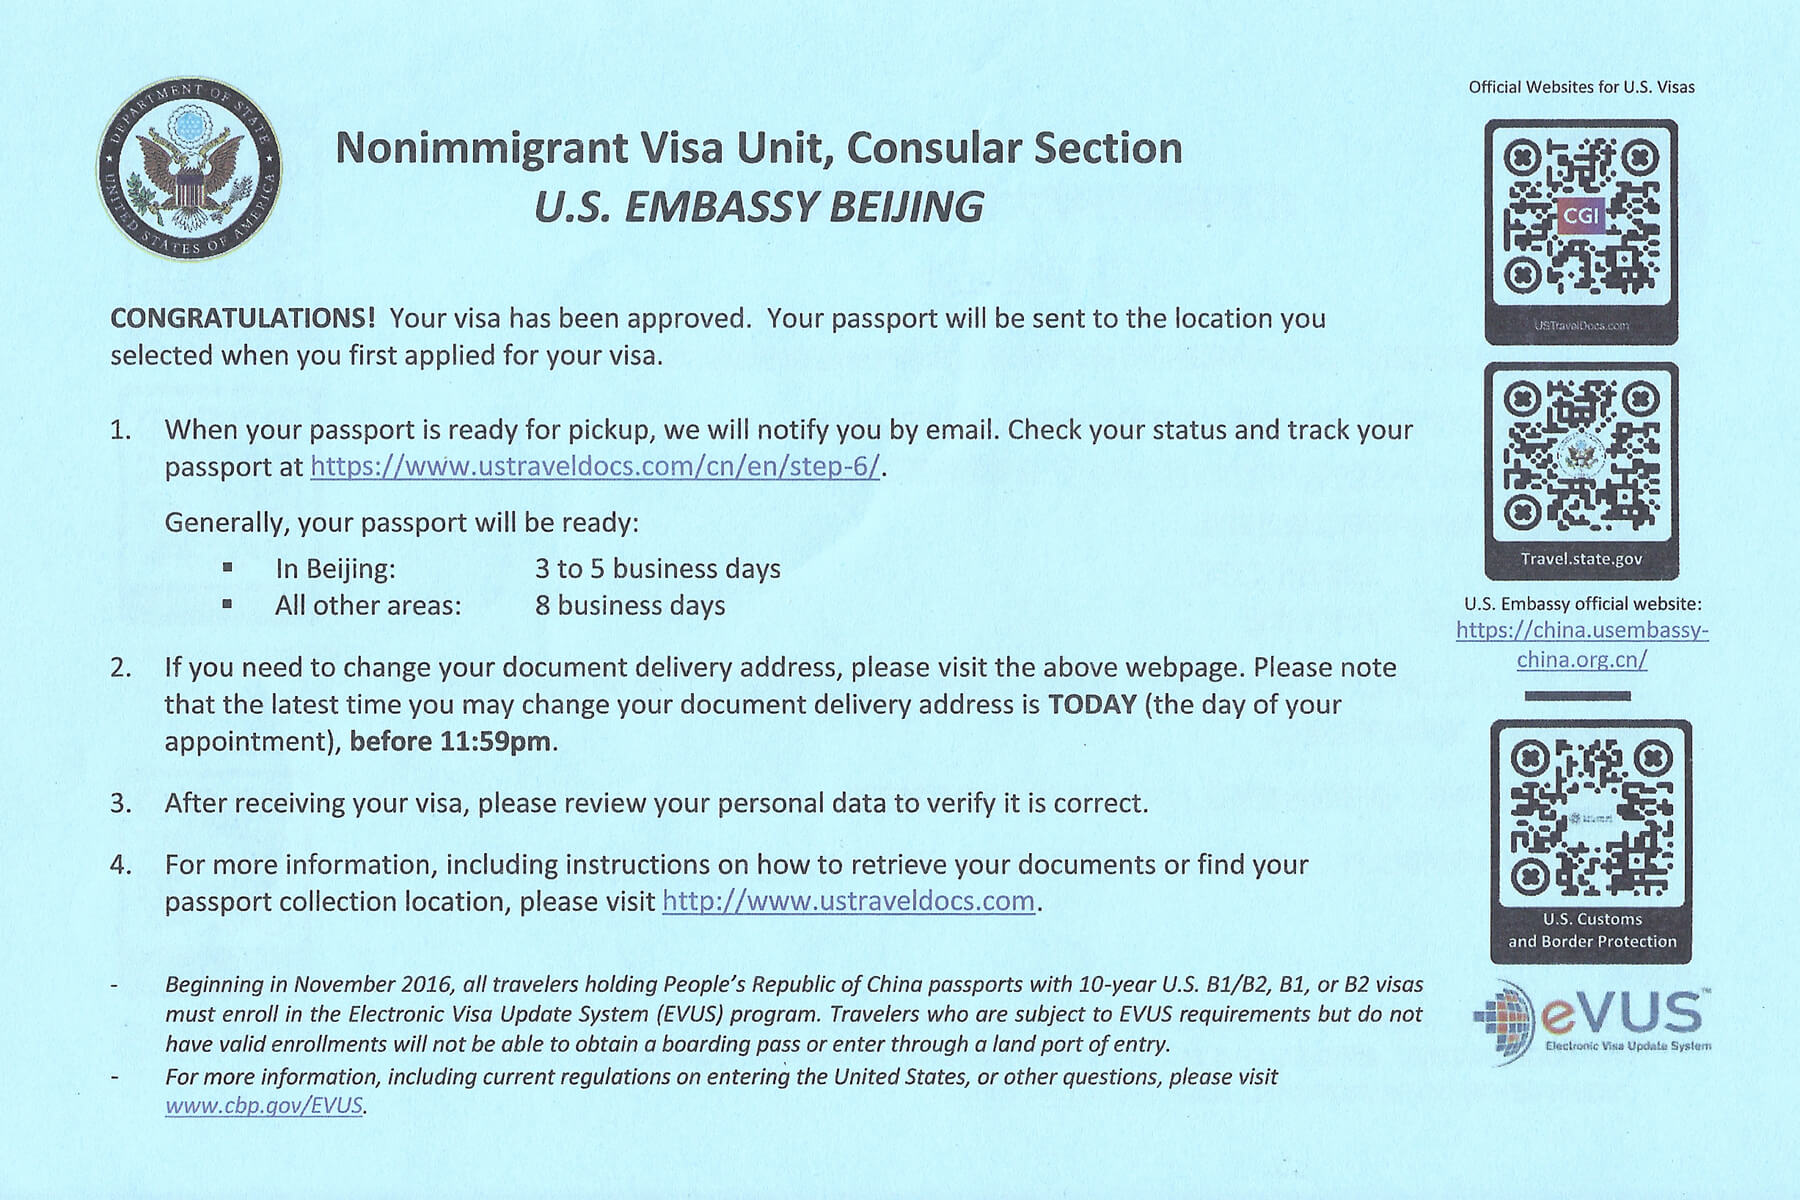 DEPARTMENT OF STATE
UNITED STATES OF AMERICA
Nonimmigrant Visa Unit, Consular Section
U.S. EMBASSY BEIJING
CONGRATULATIONS! Your visa has been approved. Your passport will be sent to the location you
selected when you first applied for your visa.
1. When your passport is ready for pickup, we will notify you by email. Check your status and track your
passport at https://www.ustraveldocs.com/cn/en/step-6/.
Generally, your passport will be ready:
▪ In Beijing: 3 to 5 business days
▪ All other areas: 8 business days
2. If you need to change your document delivery address, please visit the above webpage. Please note
that the latest time you may change your document delivery address is TODAY (the day of your
appointment), before 11:59pm.
3. After receiving your visa, please review your personal data to verify it is correct.
4. For more information, including instructions on how to retrieve your documents or find your
passport collection location, please visit http://www.ustraveldocs.com.
- Beginning in November 2016, all travelers holding People’s Republic of China passports with 10-year U.S. B1/B2, B1, or B2 visas
must enroll in the Electronic Visa Update System (EVUS) program. Travelers who are subject to EVUS requirements but do not
have valid enrollments will not be able to obtain a boarding pass or enter through a land port of entry.
- For more information, including current regulations on entering the United States, or other questions, please visit
www.cbp.gov/EVUS.
Official Websites for U.S. Visas
CGI
USTravelDocs.com
Travel.state.gov
U.S. Embassy official website:
https://china.usembassy-
china.org.cn/
U.S. Customs
and Border Protection
eVUS™
Electronic Visa Update System